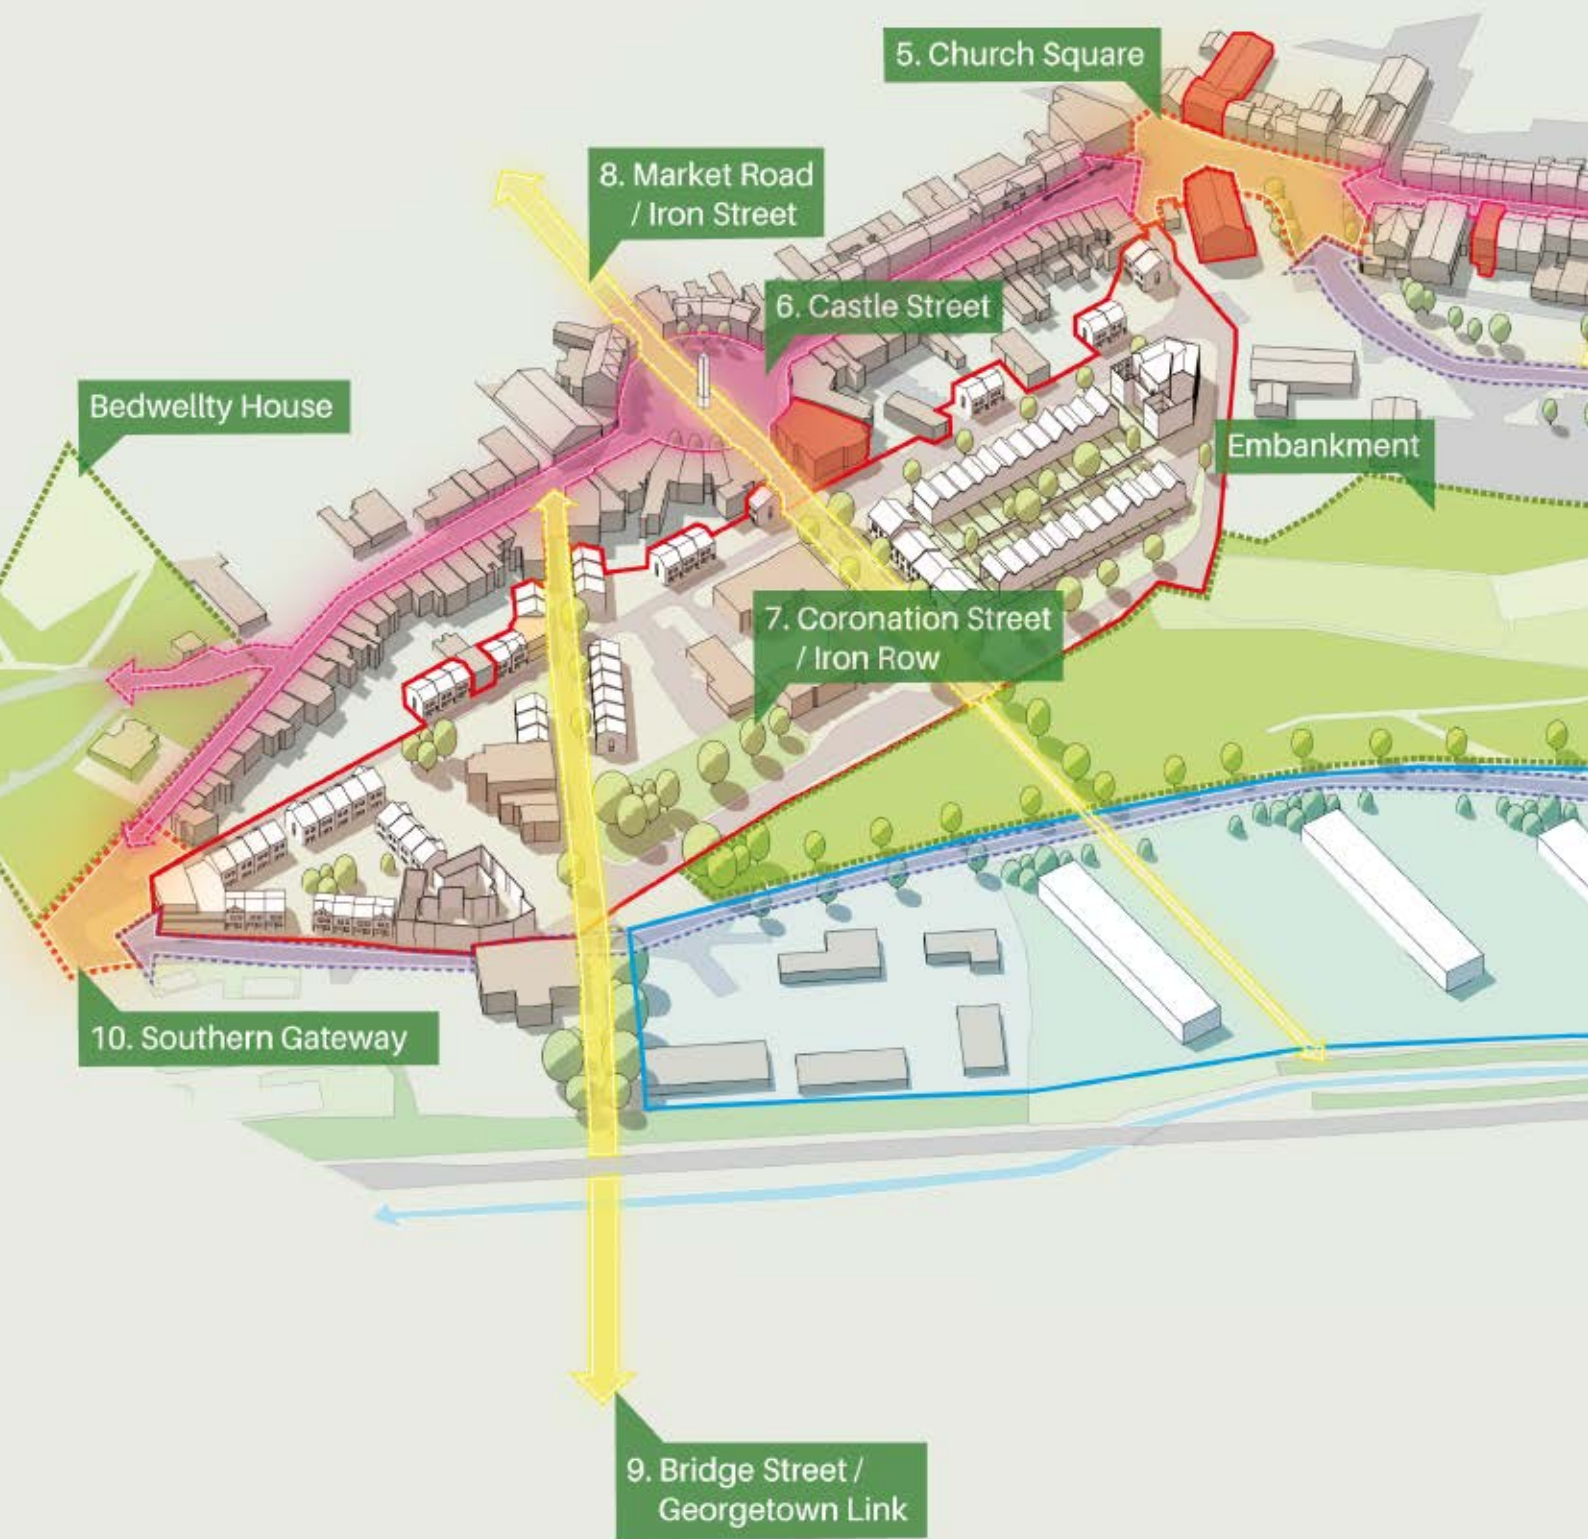 5. Church Square
8. Market Road
/ Iron Street
6. Castle Street
Bedwellty House
Embankment
7. Coronation Street
/ Iron Row
10. Southern Gateway
9. Bridge Street /
Georgetown Link